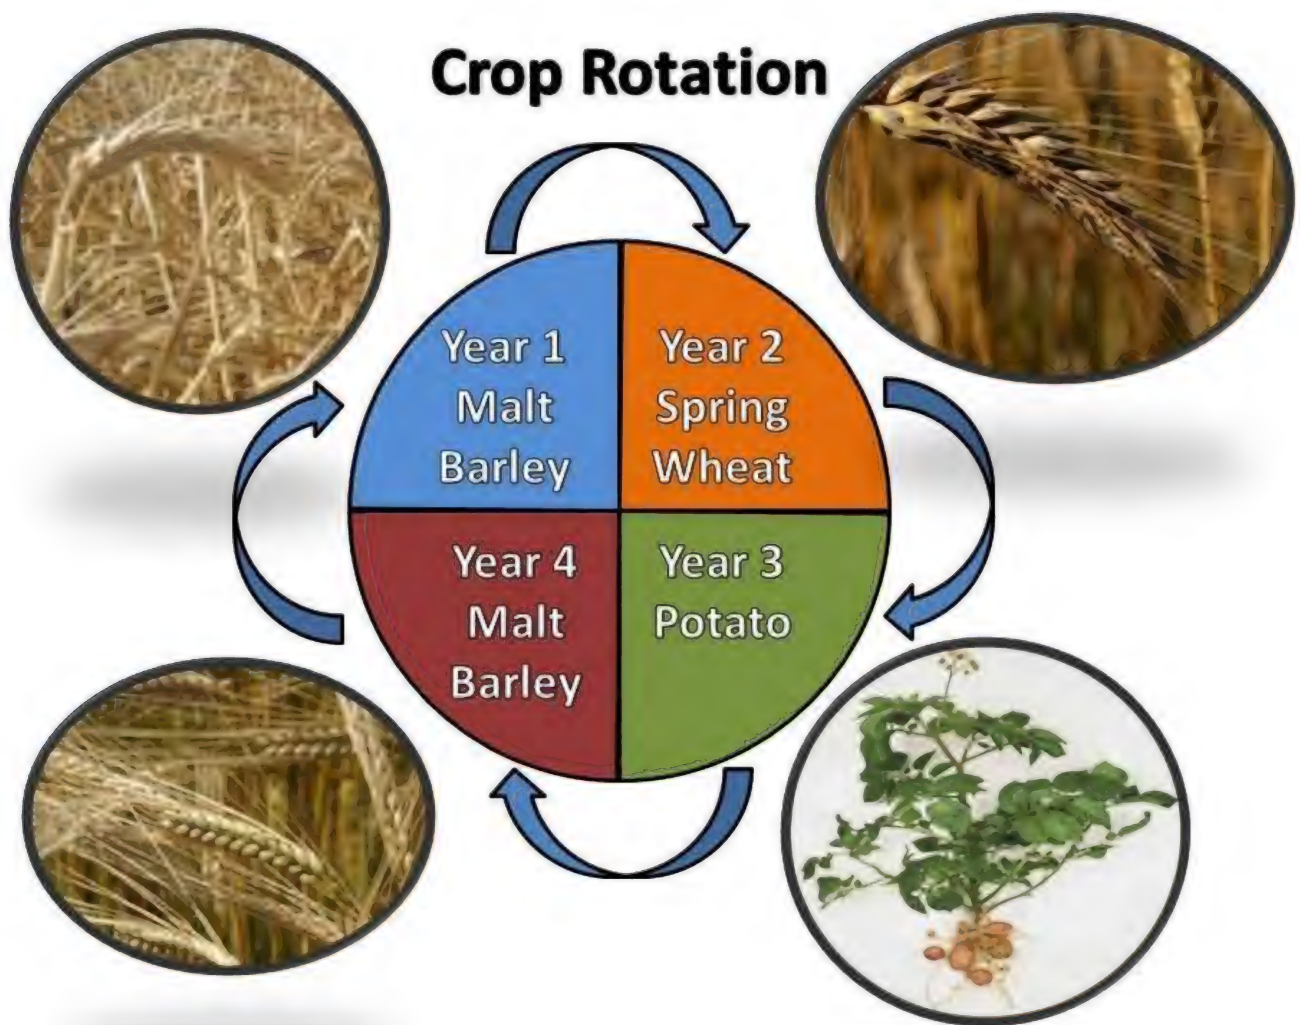 Crop Rotation
Year 1
Malt
Barley
Year 2
Spring
Wheat
Year 3
Potato
Year 4
Malt
Barley